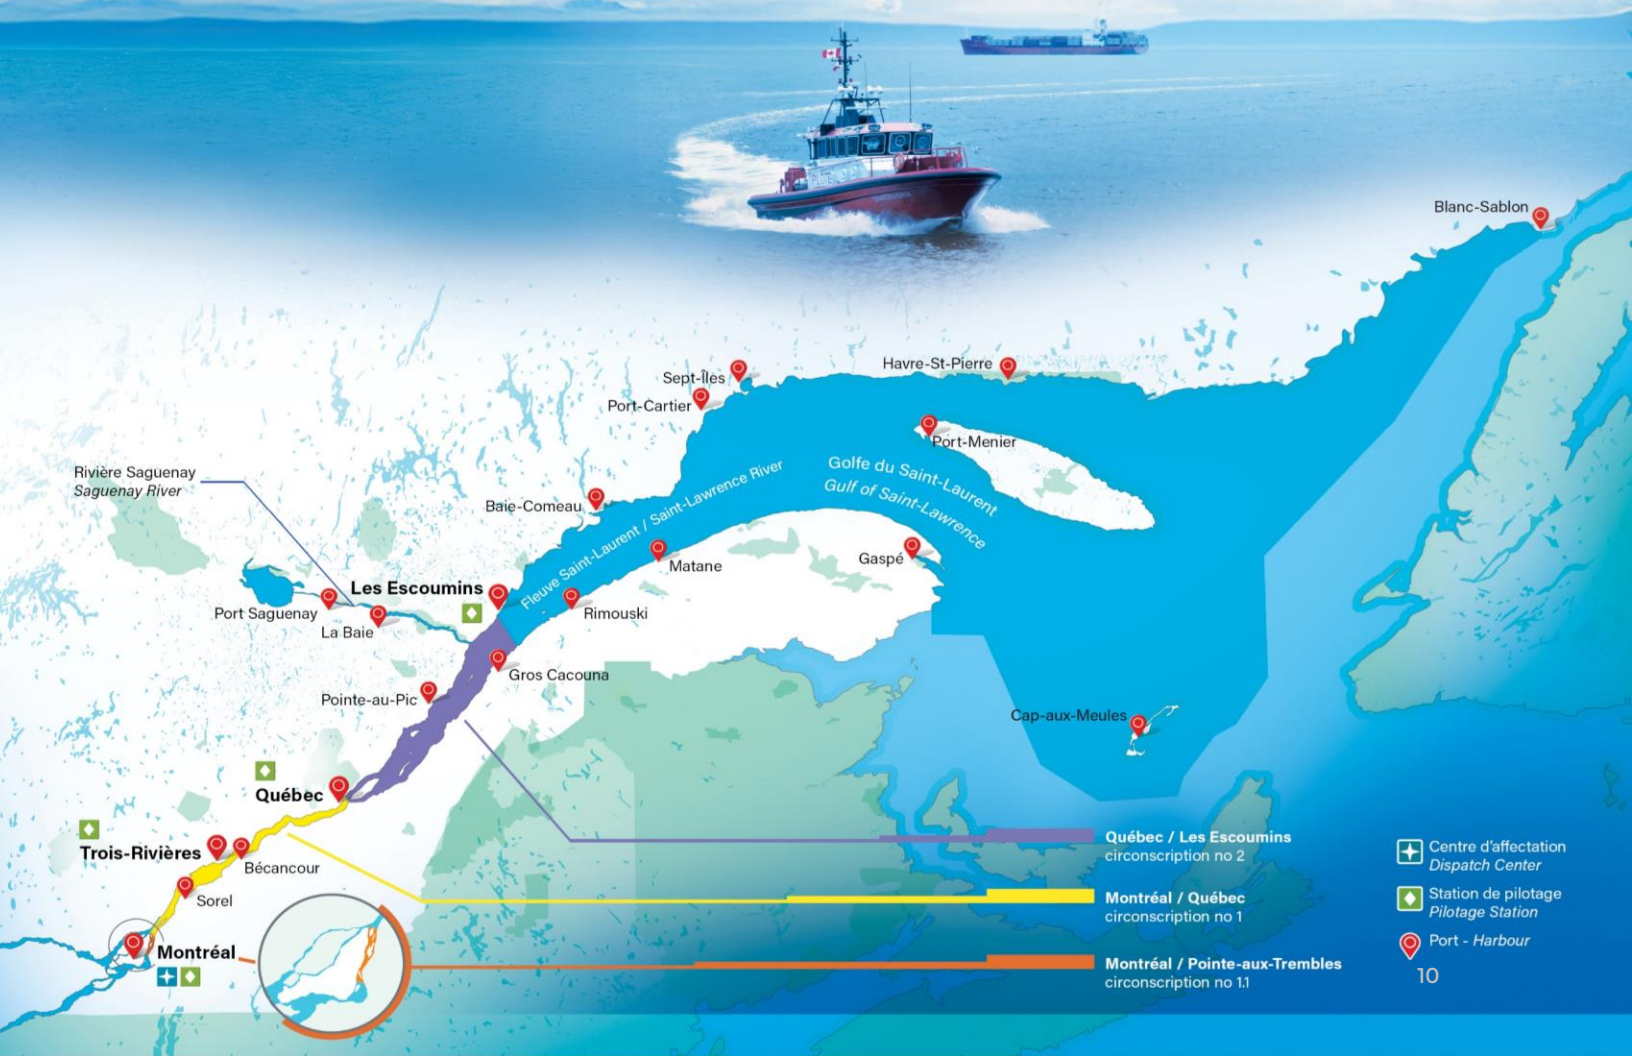 Blanc-Sablon
Havre-St-Pierre
Sept-Îles
Port-Cartier
Port-Menier
Golfe du Saint-Laurent
Gulf of Saint-Lawrence
Fleuve Saint-Laurent / Saint-Lawrence River
Rivière Saguenay
Saguenay River
Baie-Comeau
Matane
Gaspé
Les Escoumins
Port Saguenay
La Baie
Rimouski
Gros Cacouna
Pointe-au-Pic
Cap-aux-Meules
Québec
Trois-Rivières
Bécancour
Sorel
Montréal
Québec / Les Escoumins
circonscription no 2
Montréal / Québec
circonscription no 1
Montréal / Pointe-aux-Trembles
circonscription no 1.1
Centre d'affectation
Dispatch Center
Station de pilotage
Pilotage Station
Port - Harbour
10